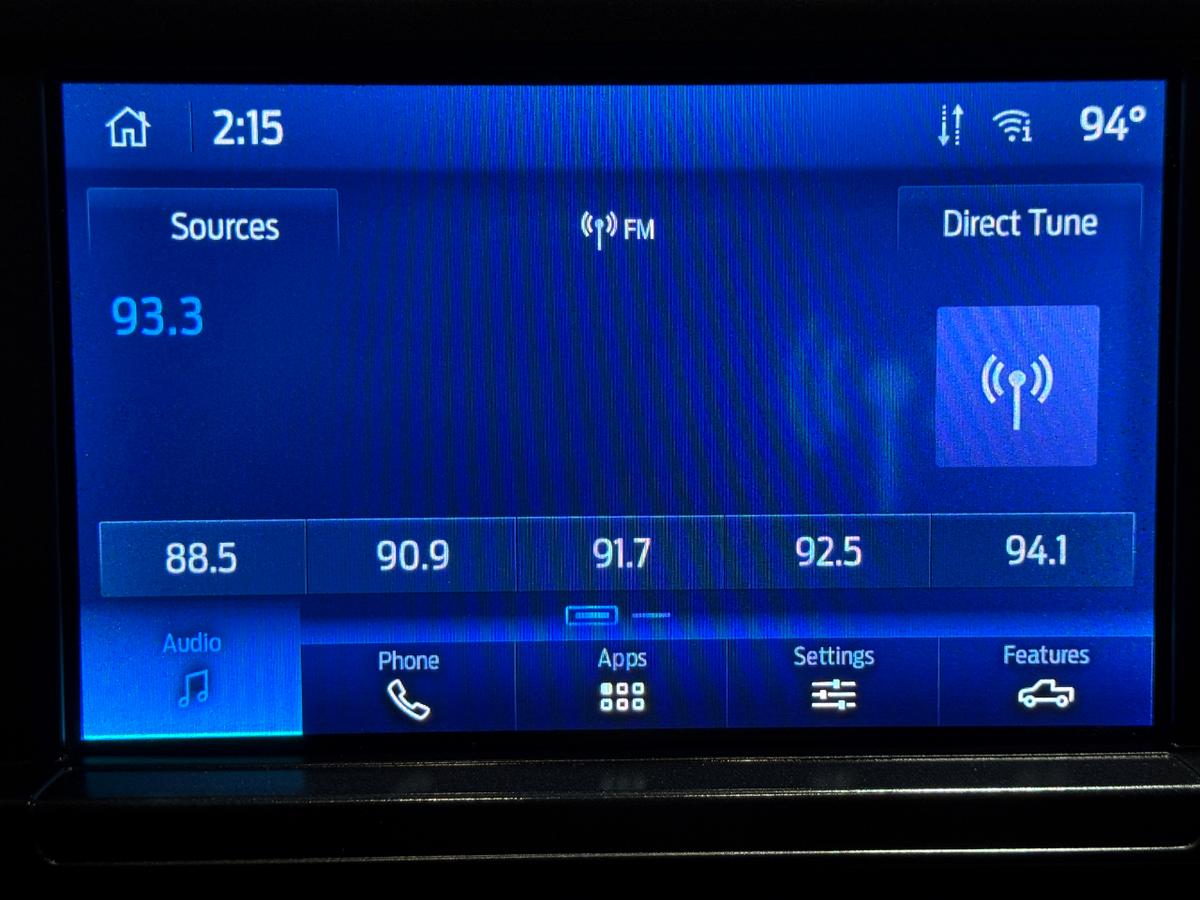 2:15 94°
Sources FM Direct Tune
93.3
88.5 90.9 91.7 92.5 94.1
Audio Phone Apps Settings Features